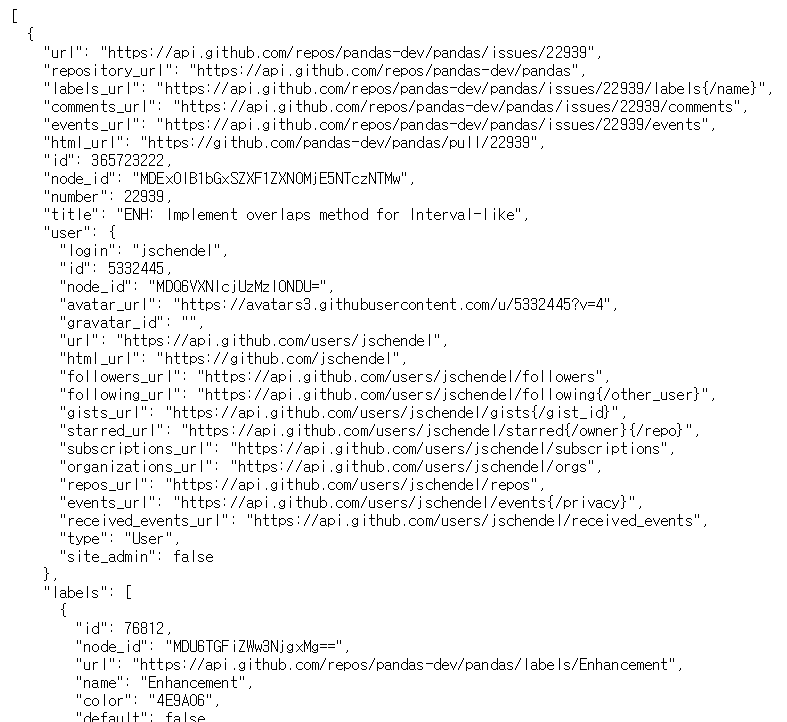 [
{
"url": "https://api.github.com/repos/pandas-dev/pandas/issues/22939",
"repository_url": "https://api.github.com/repos/pandas-dev/pandas",
"labels_url": "https://api.github.com/repos/pandas-dev/pandas/issues/22939/labels{/name}",
"comments_url": "https://api.github.com/repos/pandas-dev/pandas/issues/22939/comments",
"events_url": "https://api.github.com/repos/pandas-dev/pandas/issues/22939/events",
"html_url": "https://github.com/pandas-dev/pandas/pull/22939",
"id": 365723222,
"node_id": "MDExOlB1bGxSZXF1ZXN0MjE5NTczNTMw",
"number": 22939,
"title": "ENH: Implement overlaps method for Interval-like",
"user": {
"login": "jschendel",
"id": 5332445,
"node_id": "MDQ6VXNlcjUzMzI0NDU=",
"avatar_url": "https://avatars3.githubusercontent.com/u/5332445?v=4",
"gravatar_id": "",
"url": "https://api.github.com/users/jschendel",
"html_url": "https://github.com/jschendel",
"followers_url": "https://api.github.com/users/jschendel/followers",
"following_url": "https://api.github.com/users/jschendel/following{/other_user}",
"gists_url": "https://api.github.com/users/jschendel/gists{/gist_id}",
"starred_url": "https://api.github.com/users/jschendel/starred{/owner}{/repo}",
"subscriptions_url": "https://api.github.com/users/jschendel/subscriptions",
"organizations_url": "https://api.github.com/users/jschendel/orgs",
"repos_url": "https://api.github.com/users/jschendel/repos",
"events_url": "https://api.github.com/users/jschendel/events{/privacy}",
"received_events_url": "https://api.github.com/users/jschendel/received_events",
"type": "User",
"site_admin": false
},
"labels": [
{
"id": 76812,
"node_id": "MDU6TGFiZWw3NjgxMg==",
"url": "https://api.github.com/repos/pandas-dev/pandas/labels/Enhancement",
"name": "Enhancement",
"color": "4E9A06",
"default": false,